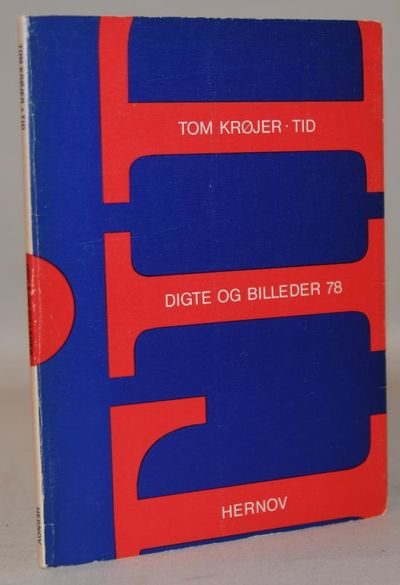 TOM KRØJER · TID
DIGTE OG BILLEDER 78
HERNOV
TOM KRØJER · TID
HERNOV